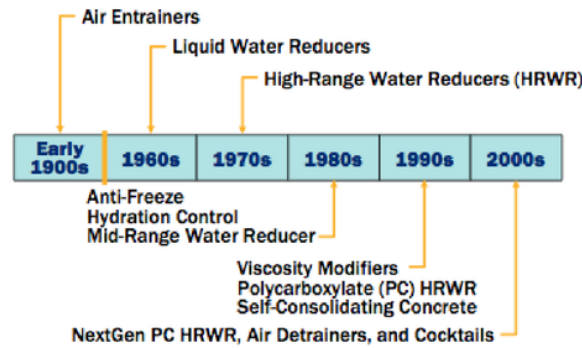 Air Entrainers
Liquid Water Reducers
High-Range Water Reducers (HRWR)
Early
1900s
1960s
1970s
1980s
1990s
2000s
Anti-Freeze
Hydration Control
Mid-Range Water Reducer
Viscosity Modifiers
Polycarboxylate (PC) HRWR
Self-Consolidating Concrete
NextGen PC HRWR, Air Detrainers, and Cocktails